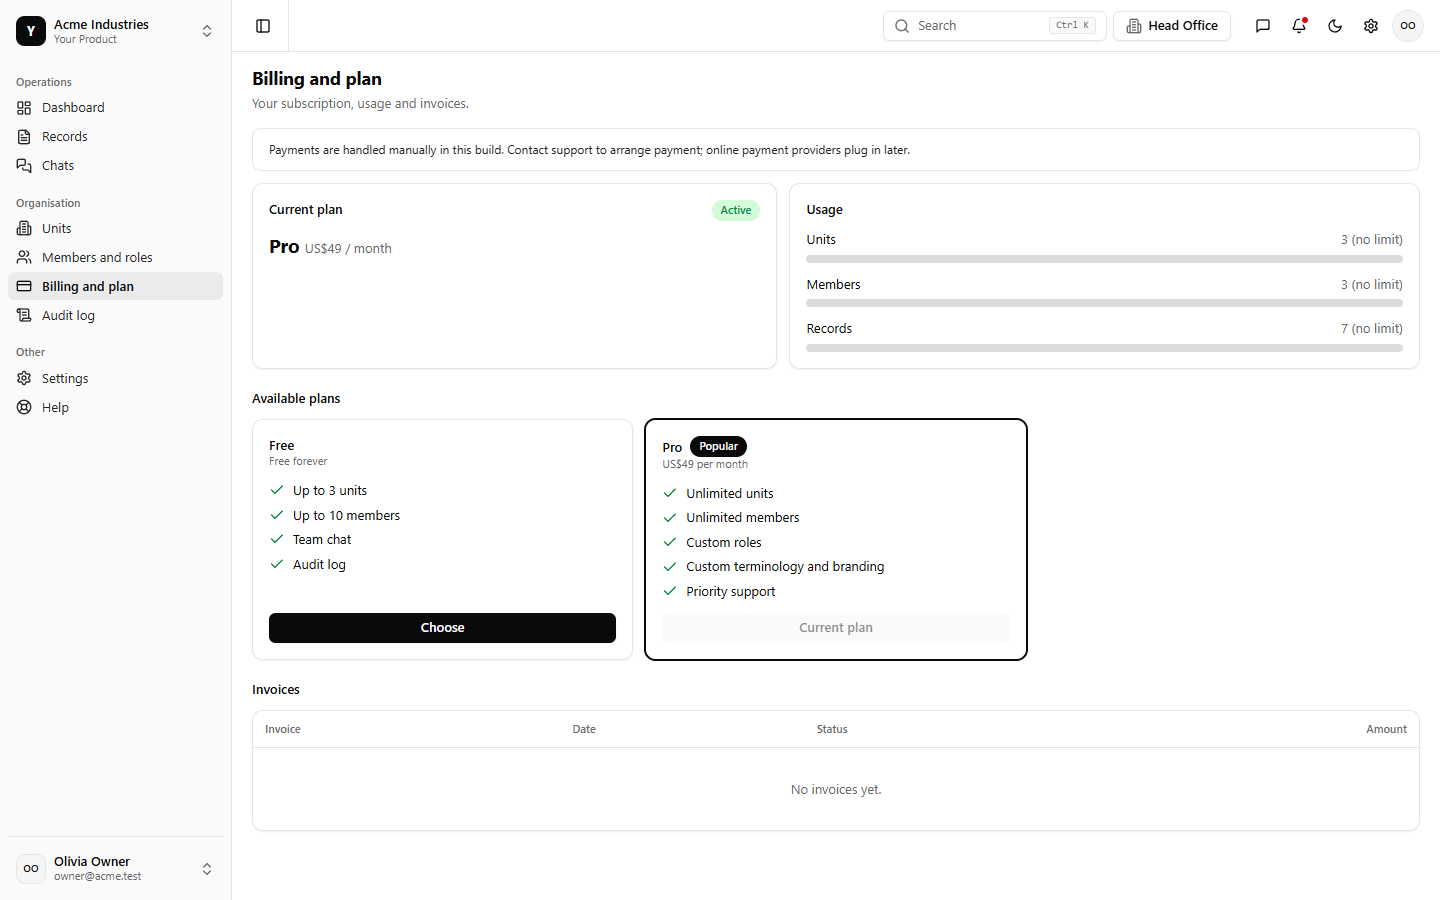 Y
Acme Industries
Your Product
Operations
Dashboard
Records
Chats
Organisation
Units
Members and roles
Billing and plan
Audit log
Other
Settings
Help
OO
Olivia Owner
owner@acme.test
Search
Ctrl K
Head Office
OO
Billing and plan
Your subscription, usage and invoices.
Payments are handled manually in this build. Contact support to arrange payment; online payment providers plug in later.
Current plan
Active
Pro US$49 / month
Usage
Units 3 (no limit)
Members 3 (no limit)
Records 7 (no limit)
Available plans
Free
Free forever
Up to 3 units
Up to 10 members
Team chat
Audit log
Choose
Pro Popular
US$49 per month
Unlimited units
Unlimited members
Custom roles
Custom terminology and branding
Priority support
Current plan
Invoices
Invoice Date Status Amount
No invoices yet.